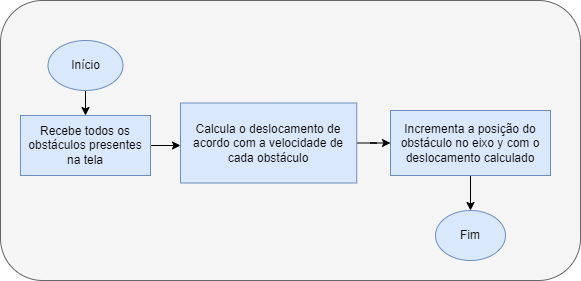 Início
Recebe todos os
obstáculos presentes
na tela
Calcula o deslocamento de
acordo com a velocidade de
cada obstáculo
Incrementa a posição do
obstáculo no eixo y com o
deslocamento calculado
Fim